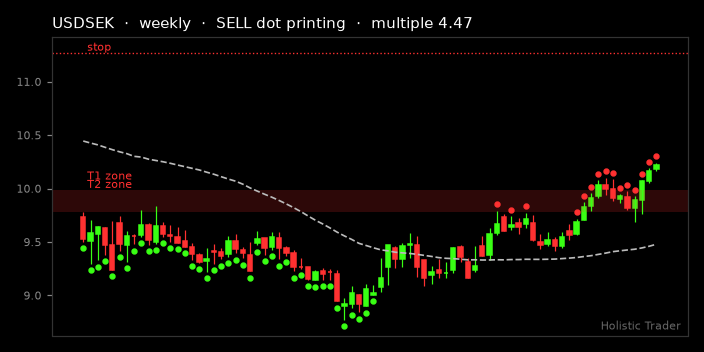 USDSEK · weekly · SELL dot printing · multiple 4.47
stop
11.0
10.5
T1 zone
T2 zone
10.0
9.5
9.0
Holistic Trader